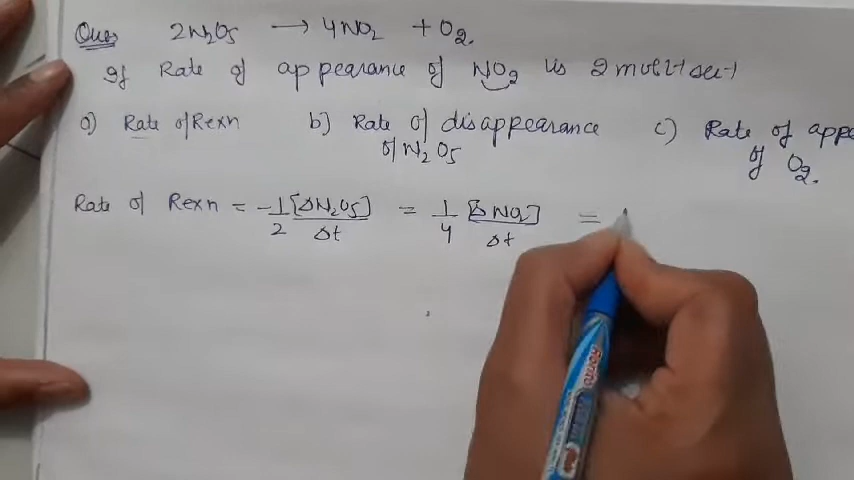 Ques 2N2O5 → 4NO2 + O2.
If Rate of appearance of NO2 is 2 mol l-1 sec-1
a) Rate of Rexn b) Rate of disappearance of N2O5 c) Rate of appe of O2.
Rate of Rexn = -1/2 [ΔN2O5]/Δt = 1/4 [ΔNO2]/Δt =